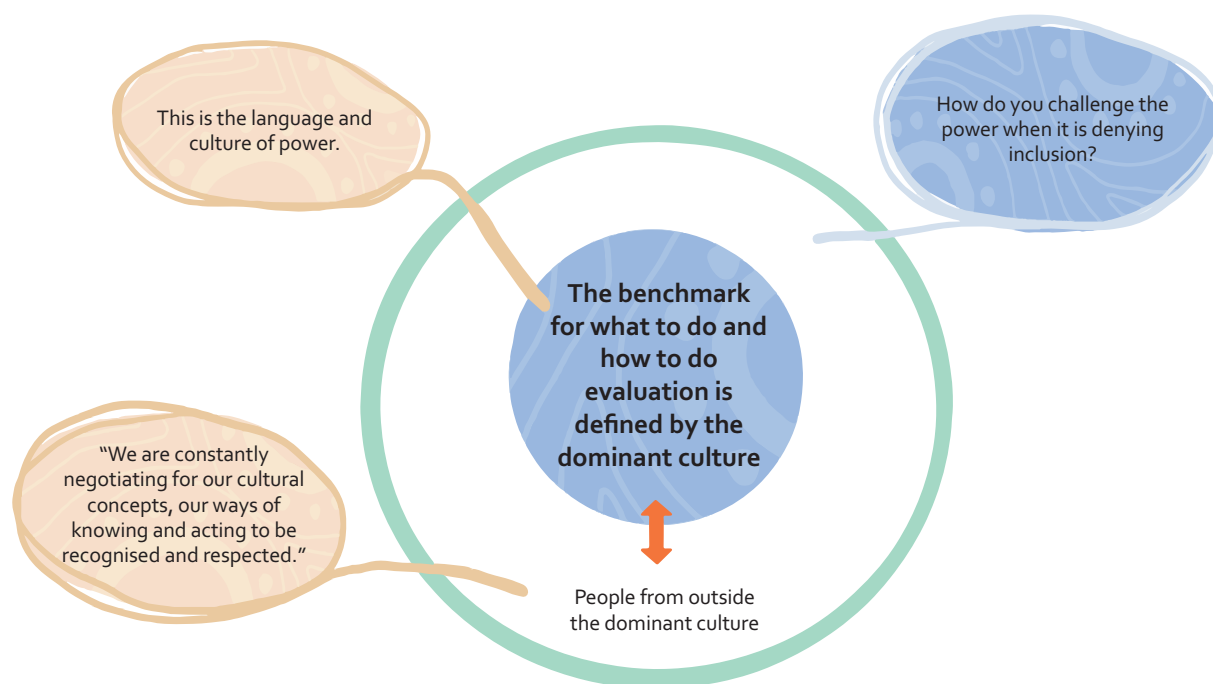 This is the language and
culture of power.
How do you challenge the
power when it is denying
inclusion?
The benchmark
for what to do and
how to do
evaluation is
defined by the
dominant culture
“We are constantly
negotiating for our cultural
concepts, our ways of
knowing and acting to be
recognised and respected.”
People from outside
the dominant culture